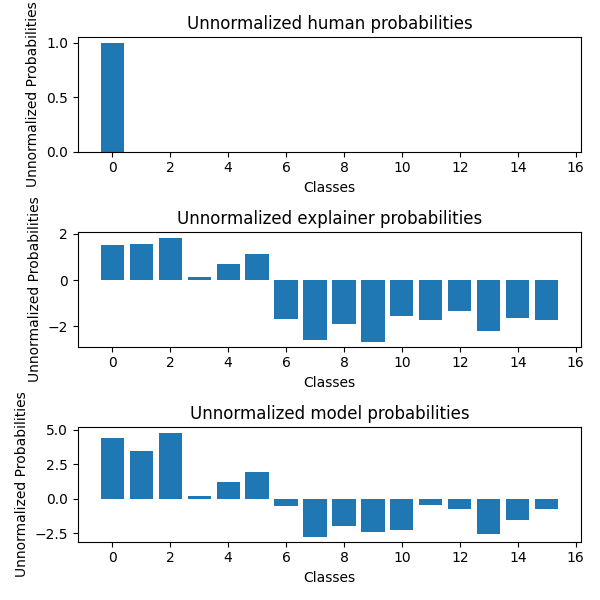 Unnormalized human probabilities
Unnormalized Probabilities
1.0
0.5
0.0
0 2 4 6 8 10 12 14 16
Classes
Unnormalized explainer probabilities
Unnormalized Probabilities
2
0
−2
0 2 4 6 8 10 12 14 16
Classes
Unnormalized model probabilities
Unnormalized Probabilities
5.0
2.5
0.0
−2.5
0 2 4 6 8 10 12 14 16
Classes